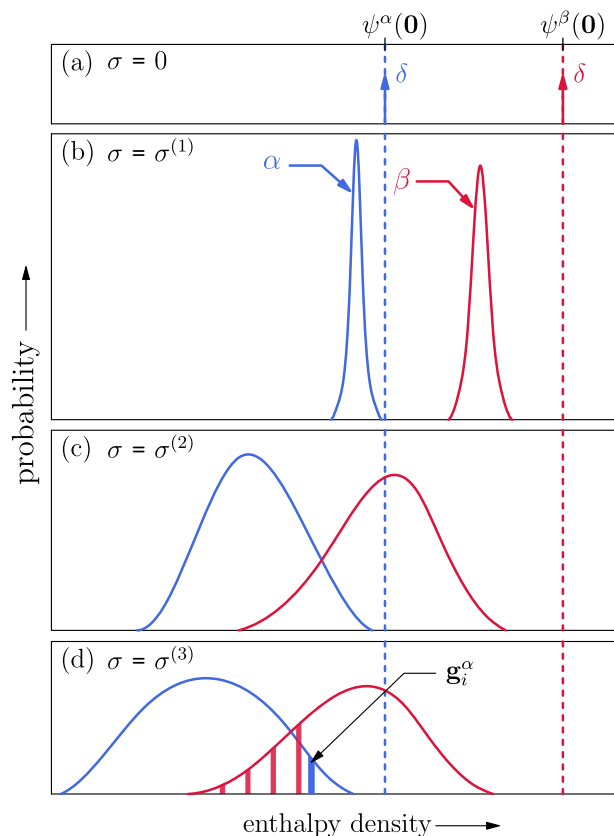 ψ^α(0) ψ^β(0)
(a) σ = 0
δ δ
(b) σ = σ^(1)
α
β
(c) σ = σ^(2)
(d) σ = σ^(3)
g_i^α
probability
enthalpy density